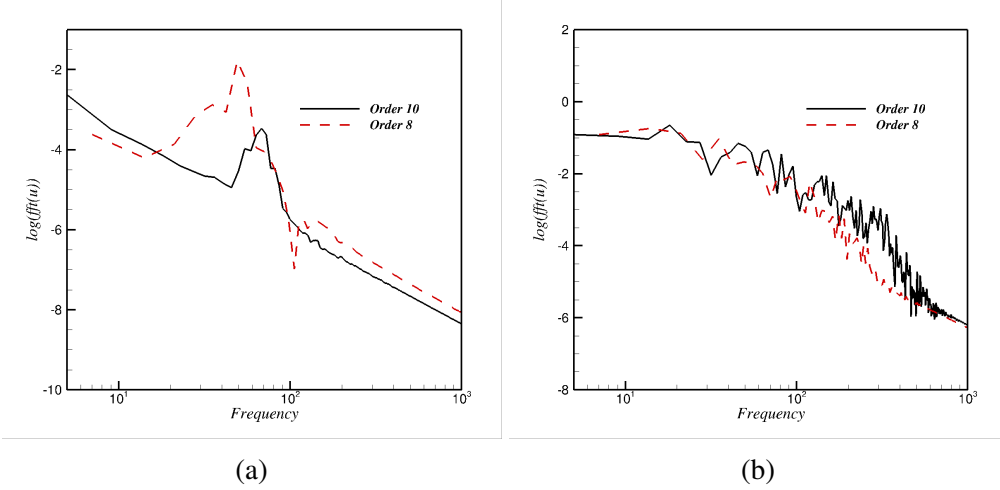 -2
-4
-6
-8
-10
log(fft(u))
10¹ 10² 10³
Frequency
Order 10
Order 8
(a)
2
0
-2
-4
-6
-8
log(fft(u))
10¹ 10² 10³
Frequency
Order 10
Order 8
(b)